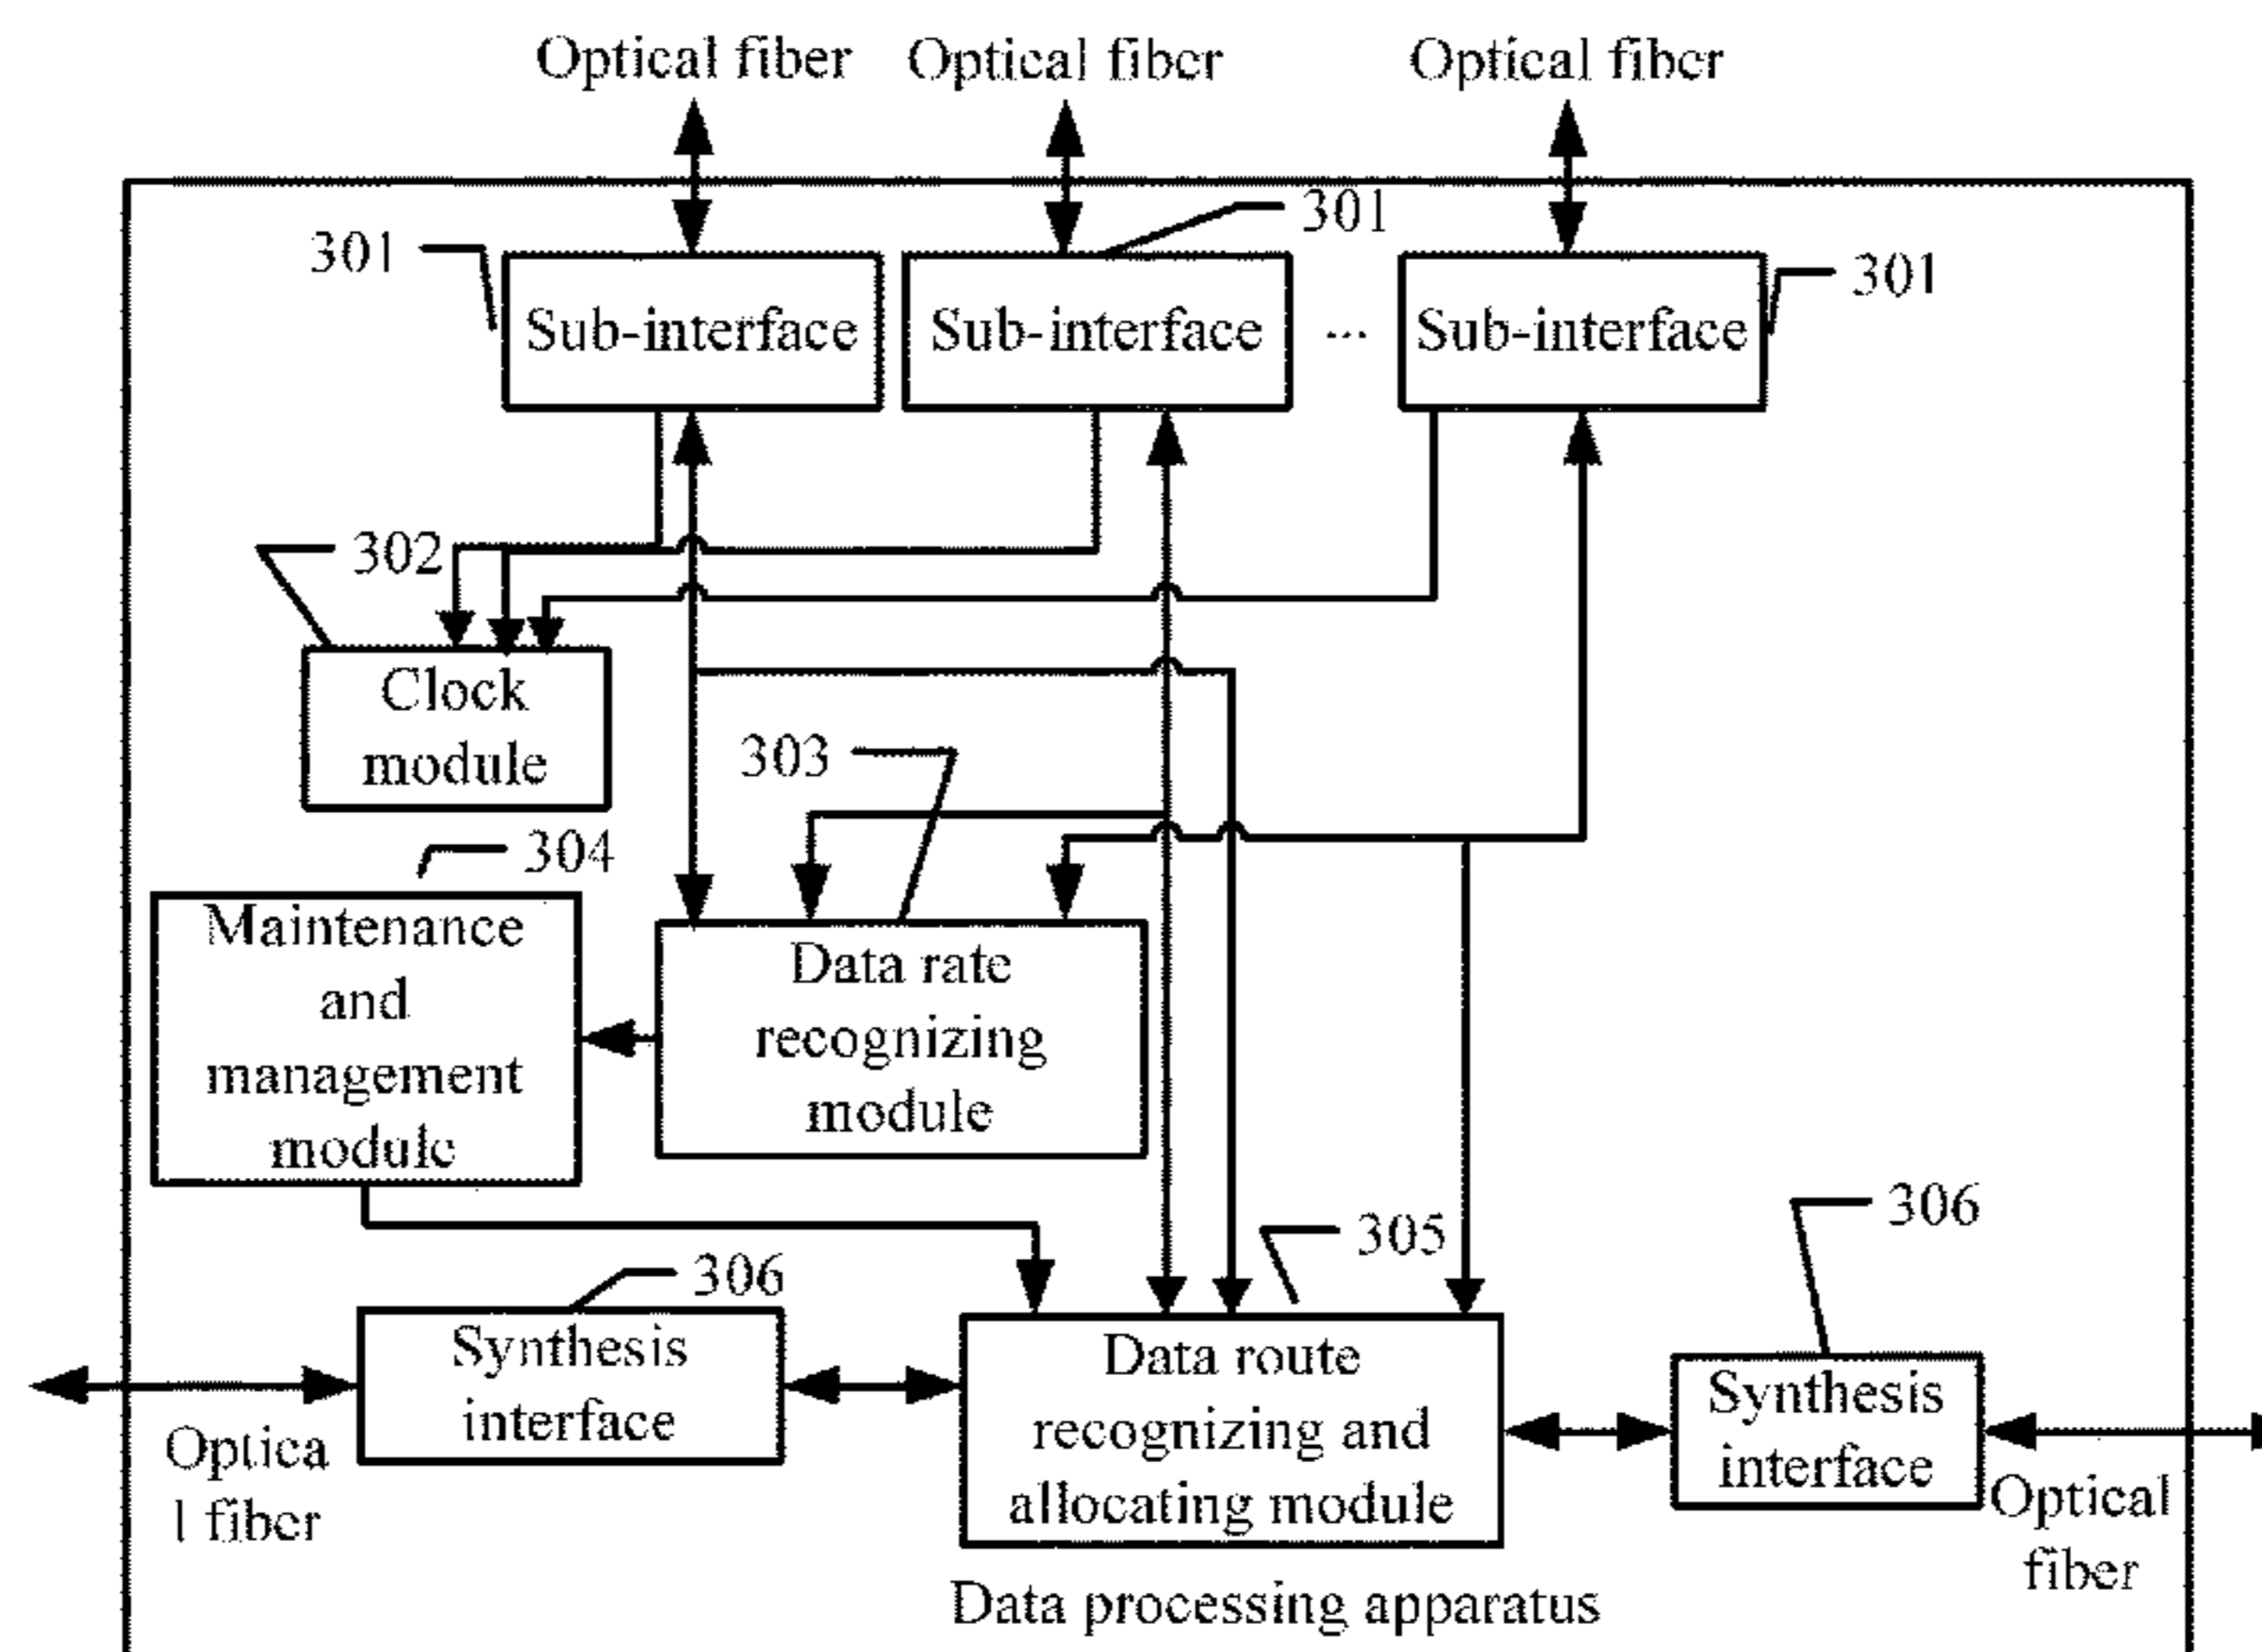 Optical fiber Optical fiber Optical fiber
301
301
301
Sub-interface Sub-interface ... Sub-interface
302
Clock
module
303
304
Maintenance
and
management
module
Data rate
recognizing
module
306
305
306
Synthesis
interface
Data route
recognizing and
allocating module
Synthesis
interface
Optica
l fiber
Optical
fiber
Data processing apparatus